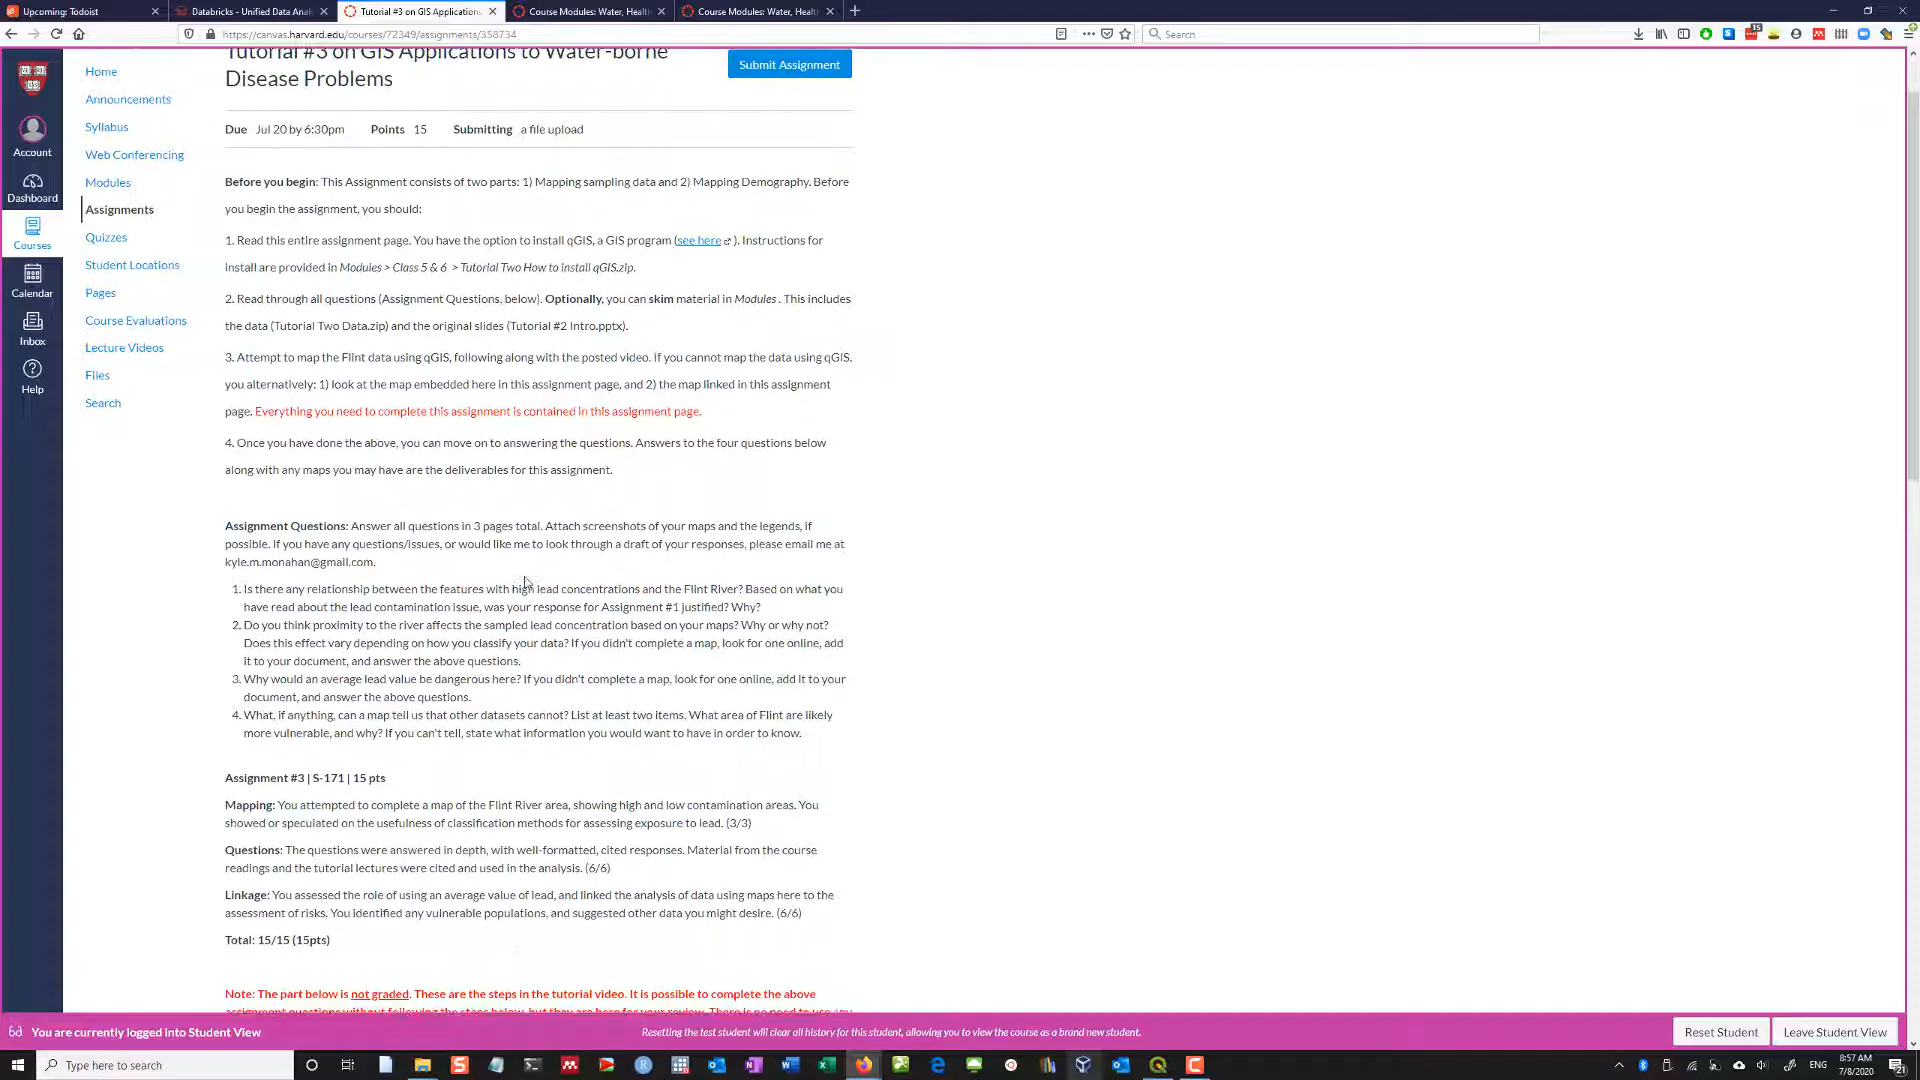 Upcoming: Todoist
Databricks - Unified Data Anal
Tutorial #3 on GIS Applications
Course Modules: Water, Healt
Course Modules: Water, Healt
https://canvas.harvard.edu/courses/72349/assignments/358734
Search
Tutorial #3 on GIS Applications to Water-borne
Disease Problems
Submit Assignment
Home
Announcements
Syllabus
Web Conferencing
Modules
Assignments
Quizzes
Student Locations
Pages
Course Evaluations
Lecture Videos
Files
Search
Account
Dashboard
Courses
Calendar
Inbox
Help
Due Jul 20 by 6:30pm Points 15 Submitting a file upload
Before you begin: This Assignment consists of two parts: 1) Mapping sampling data and 2) Mapping Demography. Before
you begin the assignment, you should:
1. Read this entire assignment page. You have the option to install qGIS, a GIS program (see here ). Instructions for
install are provided in Modules > Class 5 & 6 > Tutorial Two How to install qGIS.zip.
2. Read through all questions (Assignment Questions, below). Optionally, you can skim material in Modules . This includes
the data (Tutorial Two Data.zip) and the original slides (Tutorial #2 Intro.pptx).
3. Attempt to map the Flint data using qGIS, following along with the posted video. If you cannot map the data using qGIS.
you alternatively: 1) look at the map embedded here in this assignment page, and 2) the map linked in this assignment
page. Everything you need to complete this assignment is contained in this assignment page.
4. Once you have done the above, you can move on to answering the questions. Answers to the four questions below
along with any maps you may have are the deliverables for this assignment.
Assignment Questions: Answer all questions in 3 pages total. Attach screenshots of your maps and the legends, if
possible. If you have any questions/issues, or would like me to look through a draft of your responses, please email me at
kyle.m.monahan@gmail.com.
1. Is there any relationship between the features with high lead concentrations and the Flint River? Based on what you
have read about the lead contamination issue, was your response for Assignment #1 justified? Why?
2. Do you think proximity to the river affects the sampled lead concentration based on your maps? Why or why not?
Does this effect vary depending on how you classify your data? If you didn't complete a map, look for one online, add
it to your document, and answer the above questions.
3. Why would an average lead value be dangerous here? If you didn't complete a map, look for one online, add it to your
document, and answer the above questions.
4. What, if anything, can a map tell us that other datasets cannot? List at least two items. What area of Flint are likely
more vulnerable, and why? If you can't tell, state what information you would want to have in order to know.
Assignment #3 | S-171 | 15 pts
Mapping: You attempted to complete a map of the Flint River area, showing high and low contamination areas. You
showed or speculated on the usefulness of classification methods for assessing exposure to lead. (3/3)
Questions: The questions were answered in depth, with well-formatted, cited responses. Material from the course
readings and the tutorial lectures were cited and used in the analysis. (6/6)
Linkage: You assessed the role of using an average value of lead, and linked the analysis of data using maps here to the
assessment of risks. You identified any vulnerable populations, and suggested other data you might desire. (6/6)
Total: 15/15 (15pts)
Note: The part below is not graded. These are the steps in the tutorial video. It is possible to complete the above
assignment questions without following the steps below, but they are here for your review. There is no need to use any
You are currently logged into Student View
Resetting the test student will clear all history for this student, allowing you to view the course as a brand new student.
Reset Student
Leave Student View
Type here to search
ENG
8:57 AM
7/8/2020